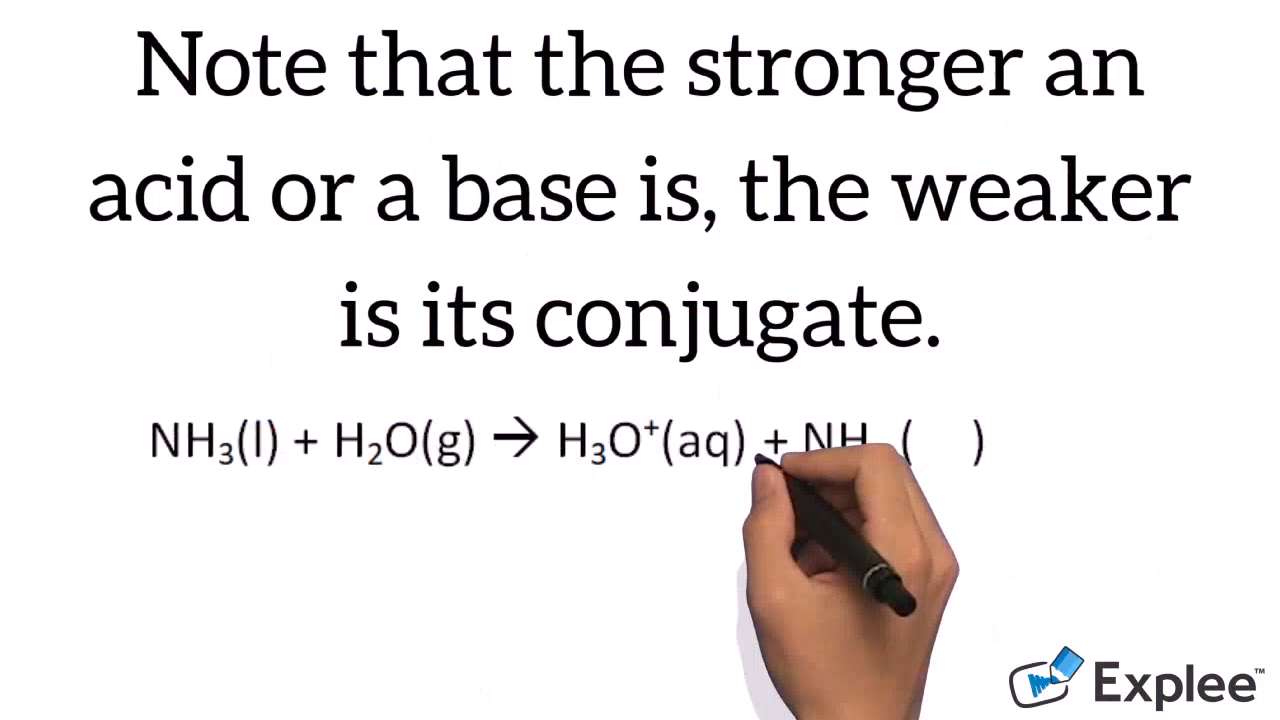 Note that the stronger an
acid or a base is, the weaker
is its conjugate.
NH₃(l) + H₂O(g) → H₃O⁺(aq) + NH ( )
Explee™